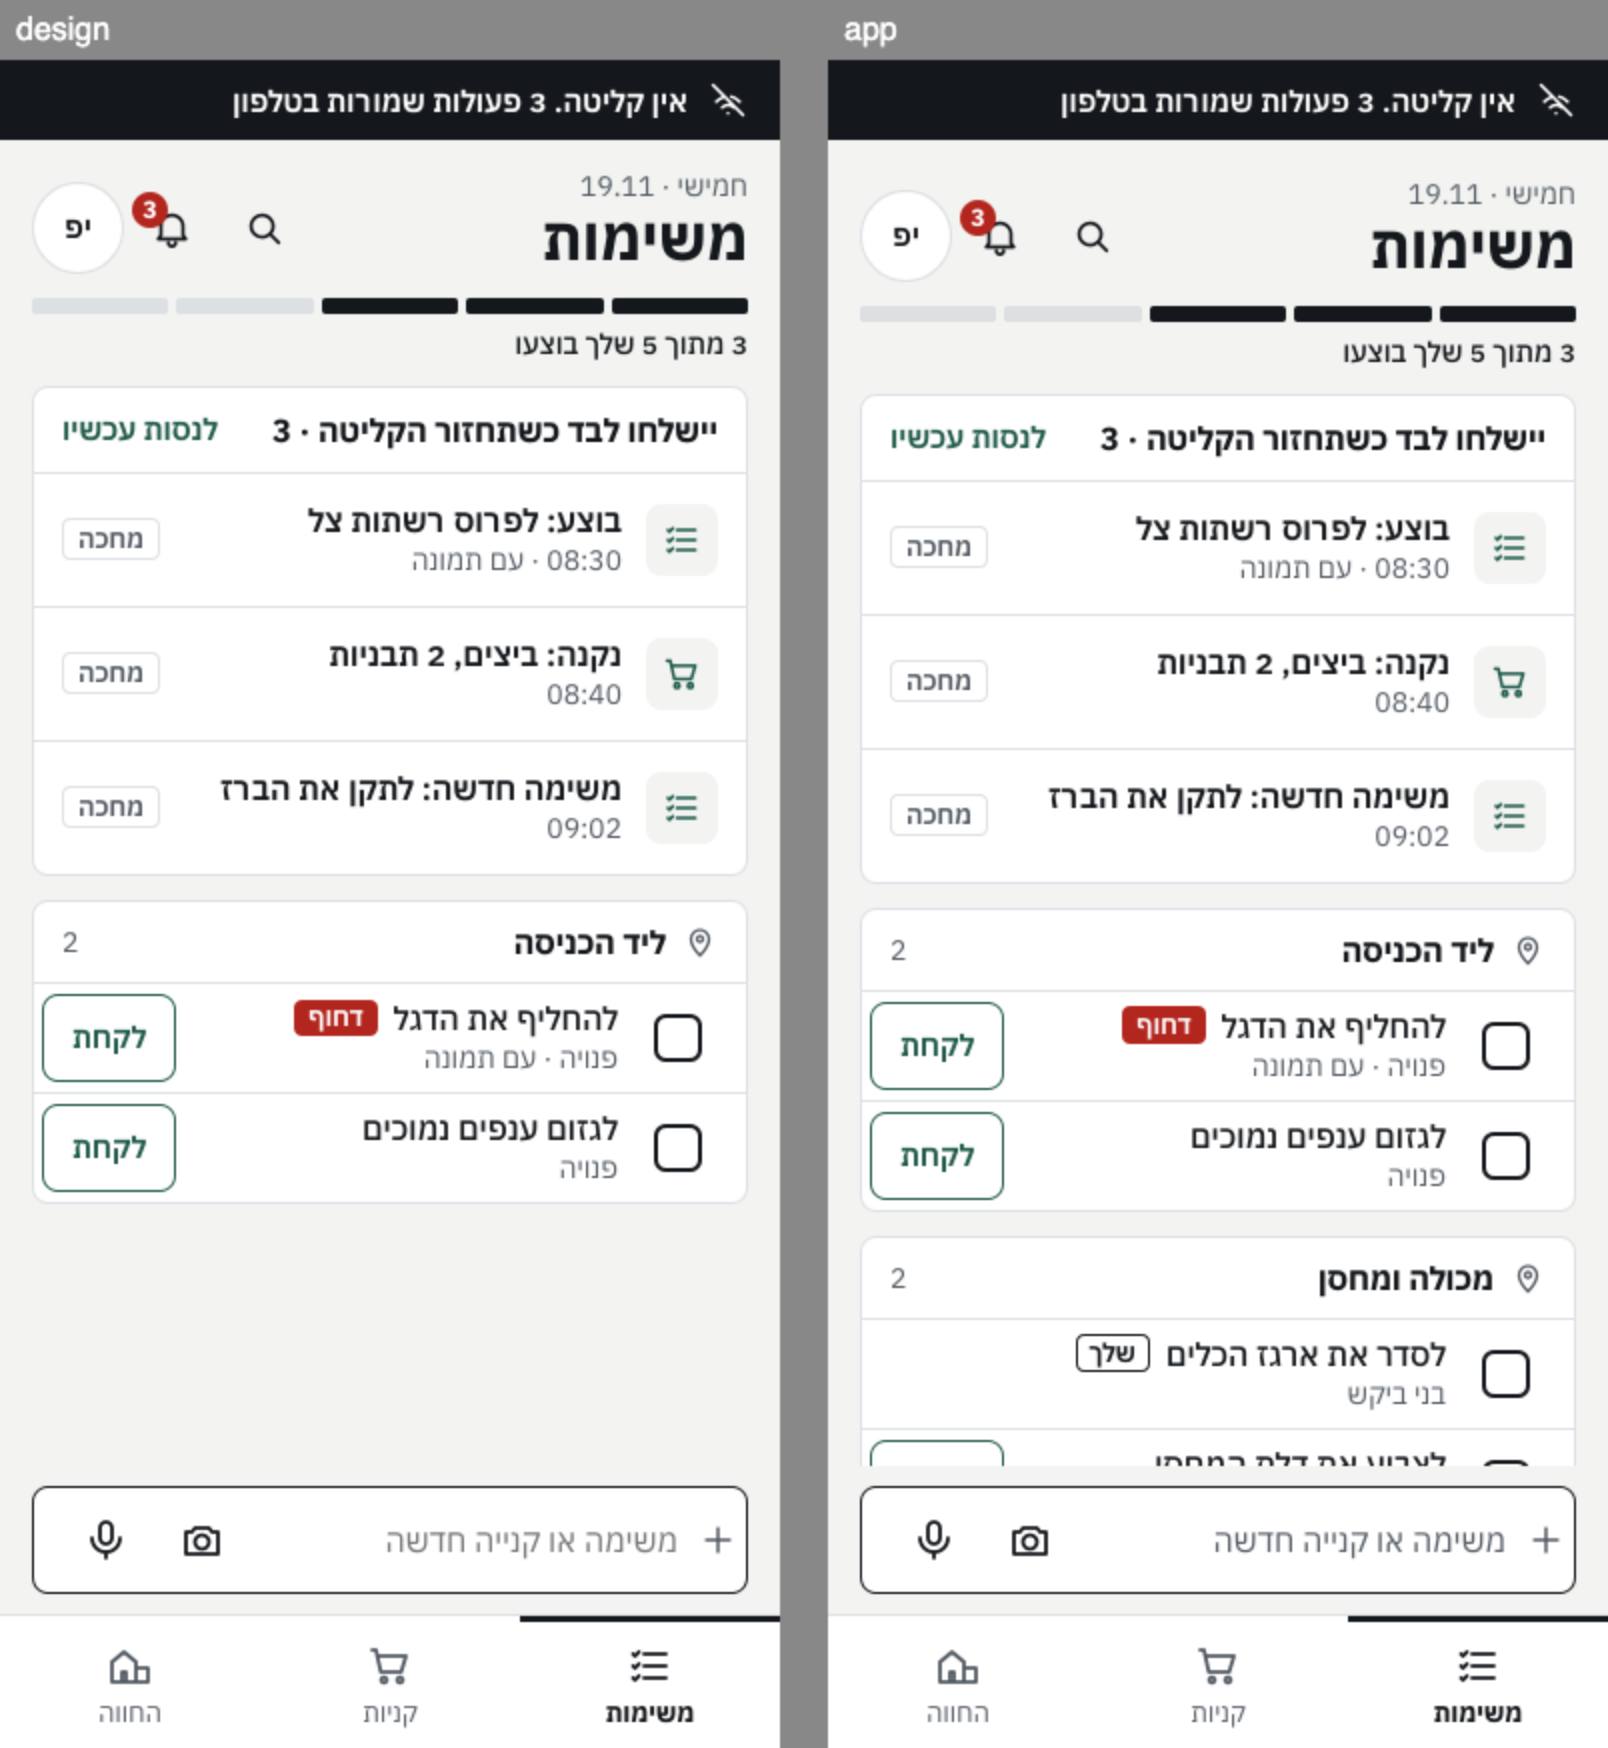 design
אין קליטה. 3 פעולות שמורות בטלפון
חמישי · 19.11
משימות
3
יפ
3 מתוך 5 שלך בוצעו
יישלחו לבד כשתחזור הקליטה · 3
לנסות עכשיו
בוצע: לפרוס רשתות צל
08:30 · עם תמונה
מחכה
נקנה: ביצים, 2 תבניות
08:40
מחכה
משימה חדשה: לתקן את הברז
09:02
מחכה
ליד הכניסה
2
להחליף את הדגל
דחוף
פנויה · עם תמונה
לקחת
לגזום ענפים נמוכים
פנויה
לקחת
משימה או קנייה חדשה
משימות
קניות
החווה
app
אין קליטה. 3 פעולות שמורות בטלפון
חמישי · 19.11
משימות
3
יפ
3 מתוך 5 שלך בוצעו
יישלחו לבד כשתחזור הקליטה · 3
לנסות עכשיו
בוצע: לפרוס רשתות צל
08:30 · עם תמונה
מחכה
נקנה: ביצים, 2 תבניות
08:40
מחכה
משימה חדשה: לתקן את הברז
09:02
מחכה
ליד הכניסה
2
להחליף את הדגל
דחוף
פנויה · עם תמונה
לקחת
לגזום ענפים נמוכים
פנויה
לקחת
מכולה ומחסן
2
לסדר את ארגז הכלים
שלך
בני ביקש
לצבוע את דלת המחסן
משימה או קנייה חדשה
משימות
קניות
החווה